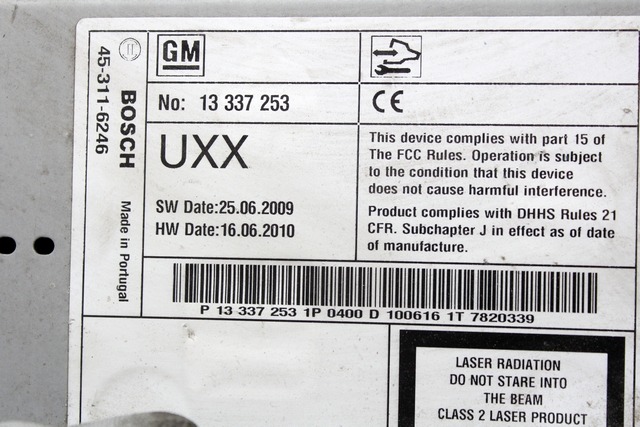 45-311-6246
BOSCH
Made in Portugal
GM
No: 13 337 253
CE
UXX
SW Date:25.06.2009
HW Date:16.06.2010
This device complies with part 15 of
The FCC Rules. Operation is subject
to the condition that this device
does not cause harmful interference.
Product complies with DHHS Rules 21
CFR. Subchapter J in effect as of date
of manufacture.
P 13 337 253 1P 0400 D 100616 1T 7820339
LASER RADIATION
DO NOT STARE INTO
THE BEAM
CLASS 2 LASER PRODUCT